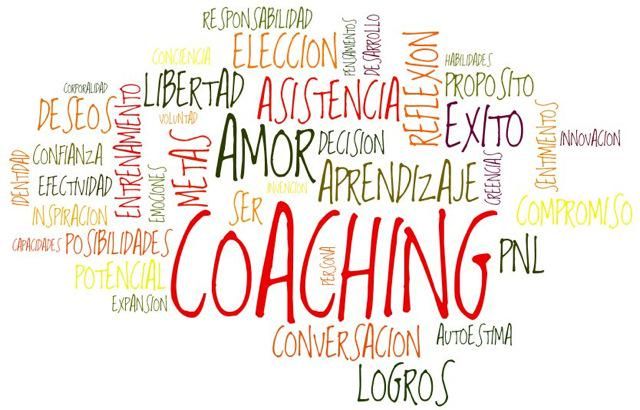 RESPONSABILIDAD
CONCIENCIA
ELECCION
PENSAMIENTOS
DESARROLLO
REFLEXION
HABILIDADES
CORPORALIDAD
LIBERTAD
ASISTENCIA
PROPOSITO
DESEOS
ENTRENAMIENTO
VOLUNTAD
METAS
AMOR
DECISION
EXITO
SENTIMIENTOS
INNOVACION
IDENTIDAD
CONFIANZA
EFECTIVIDAD
EMOCIONES
INVENCION
APRENDIZAJE
CREENCIAS
INSPIRACION
SER
COMPROMISO
CAPACIDADES
POSIBILIDADES
COACHING
PERSONA
PNL
POTENCIAL
EXPANSION
CONVERSACION
AUTOESTIMA
LOGROS